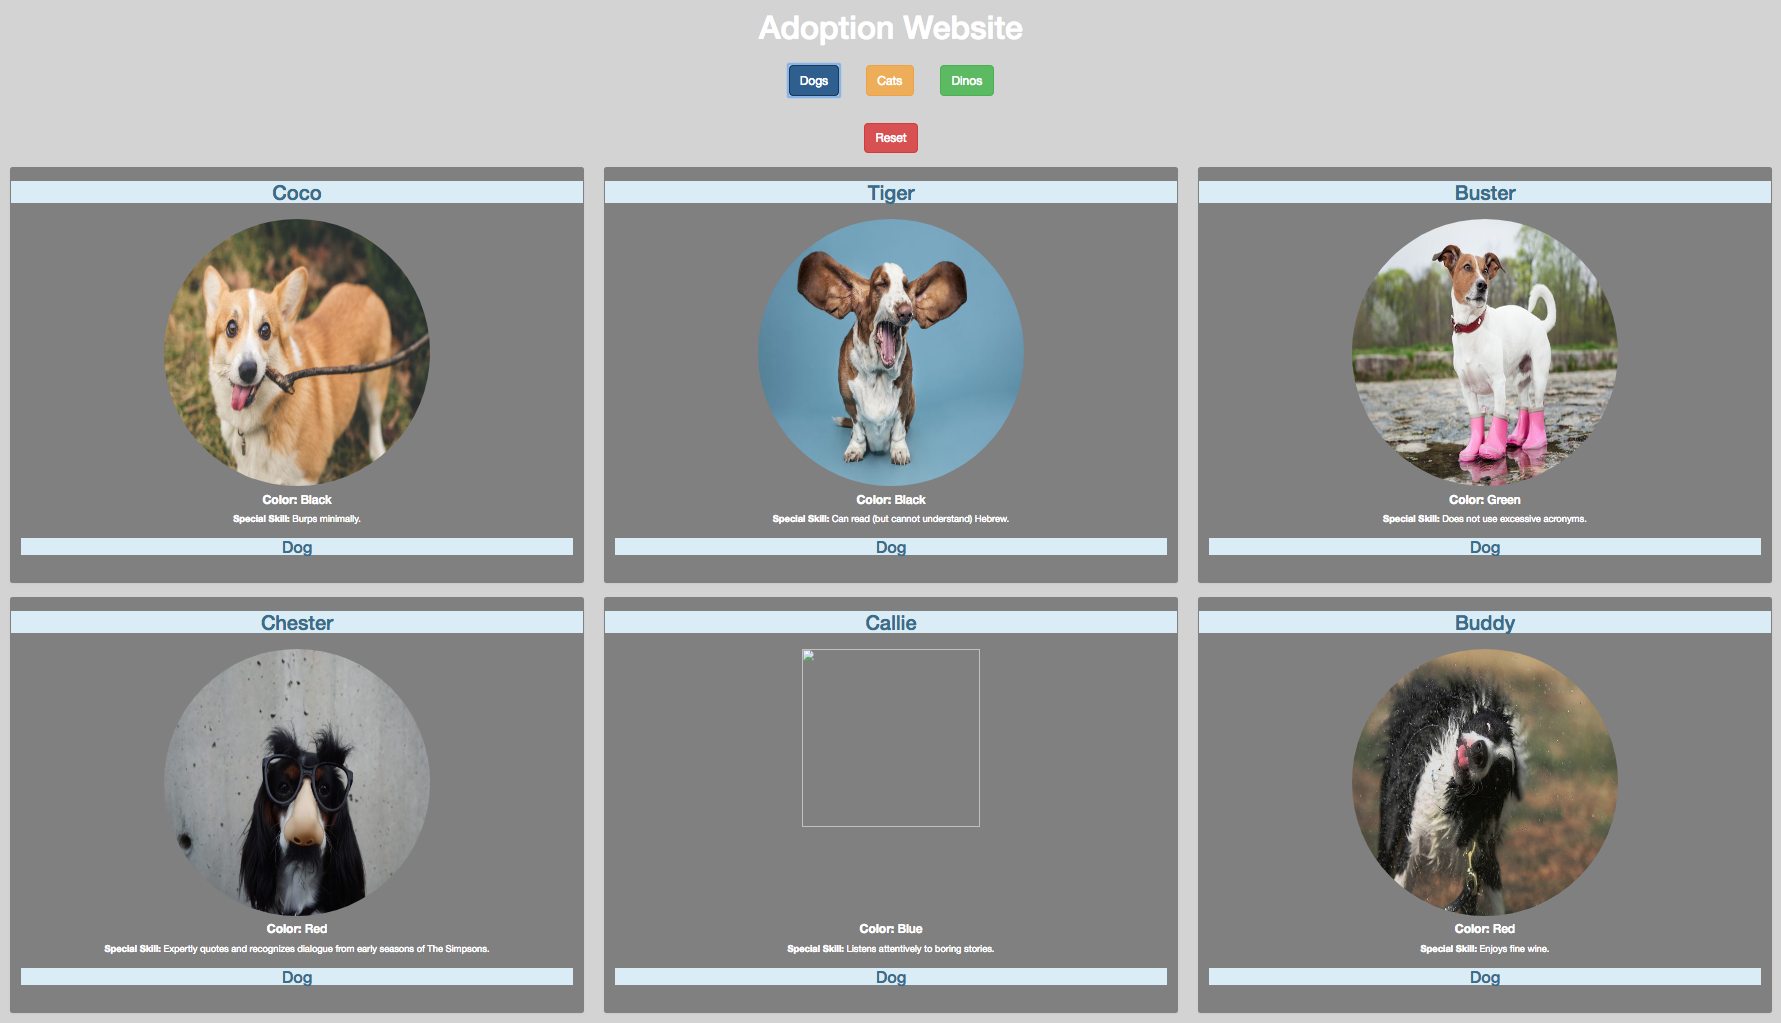 Adoption Website
Dogs Cats Dinos
Reset
Coco Tiger Buster
Color: Black Color: Black Color: Green
Special Skill: Burps minimally. Special Skill: Can read (but cannot understand) Hebrew. Special Skill: Does not use excessive acronyms.
Dog Dog Dog
Chester Callie Buddy
Color: Red Color: Blue Color: Red
Special Skill: Expertly quotes and recognizes dialogue from early seasons of The Simpsons. Special Skill: Listens attentively to boring stories. Special Skill: Enjoys fine wine.
Dog Dog Dog